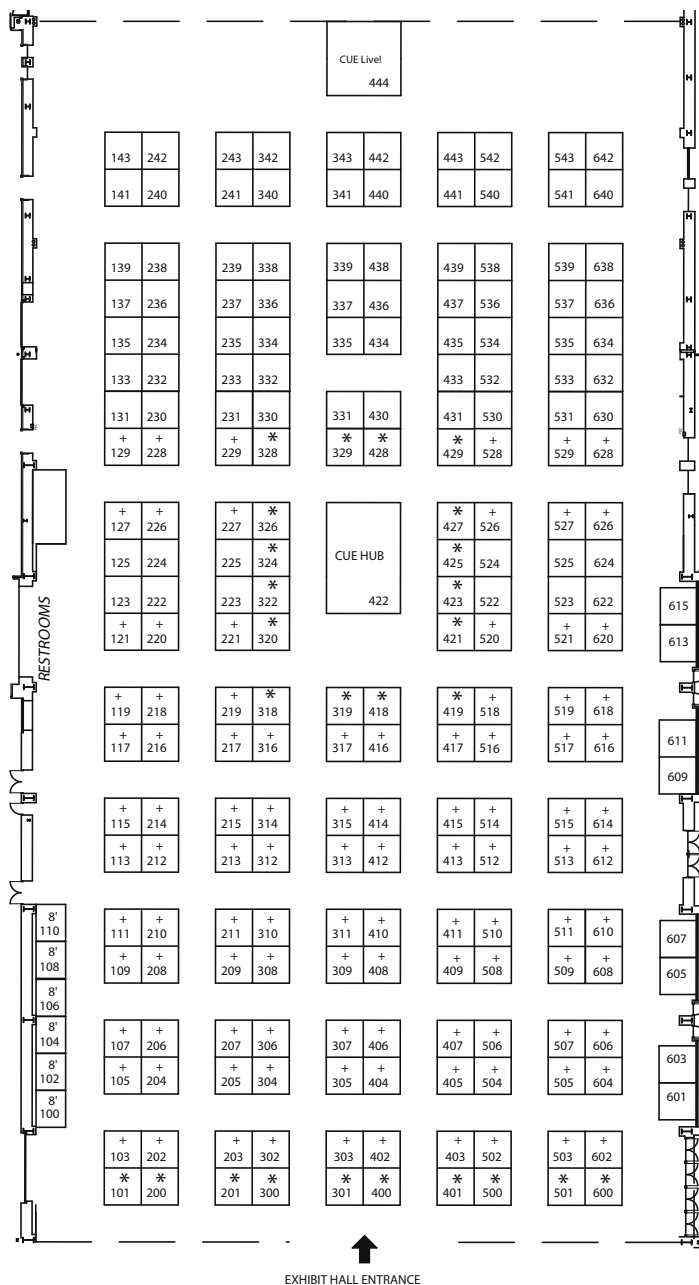 CUE Live!
444
143 242 243 342 343 442 443 542 543 642
141 240 241 340 341 440 441 540 541 640
139 238 239 338 339 438 439 538 539 638
137 236 237 336 337 436 437 536 537 636
135 234 235 334 335 434 435 534 535 634
133 232 233 332 433 532 533 632
131 230 231 330 331 430 431 530 531 630
+ + + * * * * + + +
129 228 229 328 329 428 429 528 529 628
+ + + * * + + +
127 226 227 326 427 526 527 626
* CUE HUB *
125 224 225 324 425 524 525 624
* *
123 222 223 322 422 423 522 523 622 615
+ + + * * + + +
121 220 221 320 421 520 521 620 613
RESTROOMS
+ + + * * * * + + +
119 218 219 318 319 418 419 518 519 618
+ + + + + + + + + +
117 216 217 316 317 416 417 516 517 616 611
609
+ + + + + + + + + +
115 214 215 314 315 414 415 514 515 614
+ + + + + + + + + +
113 212 213 312 313 412 413 512 513 612
8' + + + + + + + + + +
110 111 210 211 310 311 410 411 510 511 610 607
8' + + + + + + + + + +
108 109 208 209 308 309 408 409 508 509 608 605
8'
106
8' + + + + + + + + + +
104 107 206 207 306 307 406 407 506 507 606 603
8' + + + + + + + + + +
102 105 204 205 304 305 404 405 504 505 604 601
8'
100
+ + + + + + + + + +
103 202 203 302 303 402 403 502 503 602
* * * * * * * * * *
101 200 201 300 301 400 401 500 501 600
EXHIBIT HALL ENTRANCE